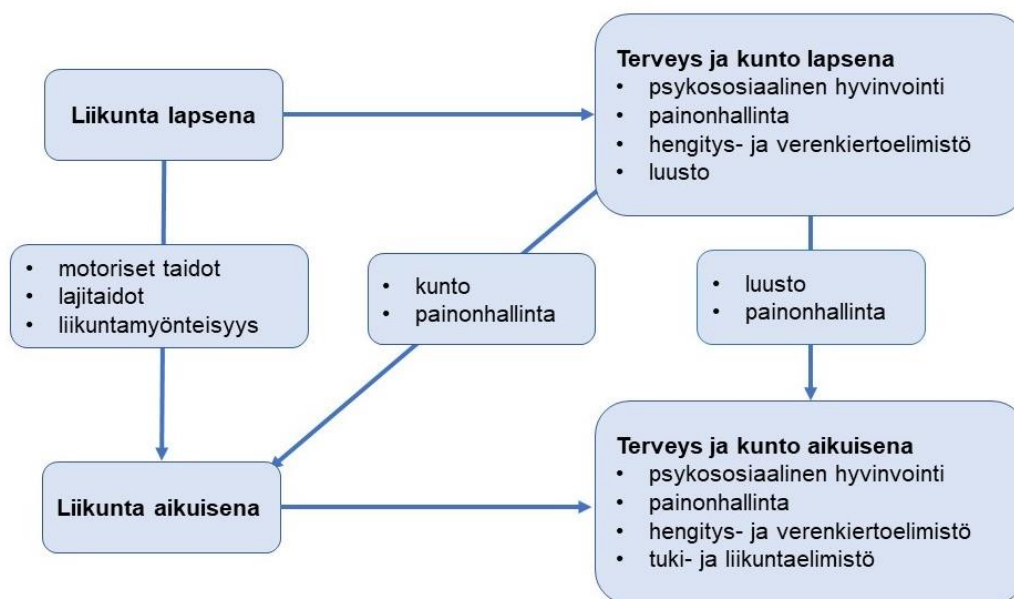 Liikunta lapsena
Terveys ja kunto lapsena
• psykososiaalinen hyvinvointi
• painonhallinta
• hengitys- ja verenkiertoelimistö
• luusto
• motoriset taidot
• lajitaidot
• liikuntamyönteisyys
• kunto
• painonhallinta
• luusto
• painonhallinta
Liikunta aikuisena
Terveys ja kunto aikuisena
• psykososiaalinen hyvinvointi
• painonhallinta
• hengitys- ja verenkiertoelimistö
• tuki- ja liikuntaelimistö